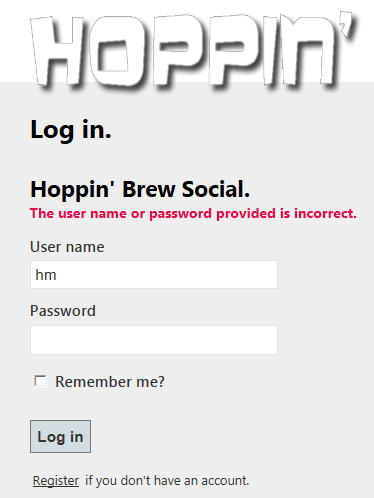 HOPPIN'
Log in.
Hoppin' Brew Social.
The user name or password provided is incorrect.
User name
hm
Password
Remember me?
Log in
Register if you don't have an account.